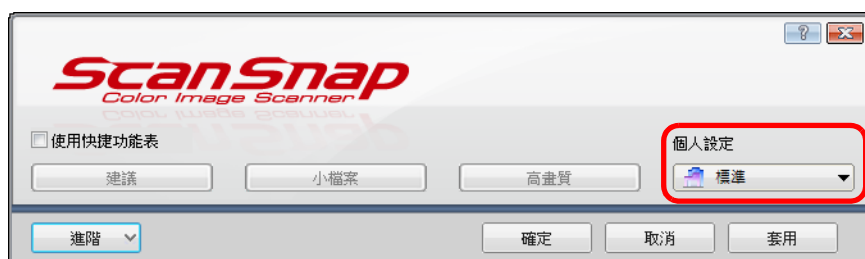 ScanSnap
Color Image Scanner
使用快捷功能表
個人設定
建議
小檔案
高畫質
標準
進階
確定
取消
套用